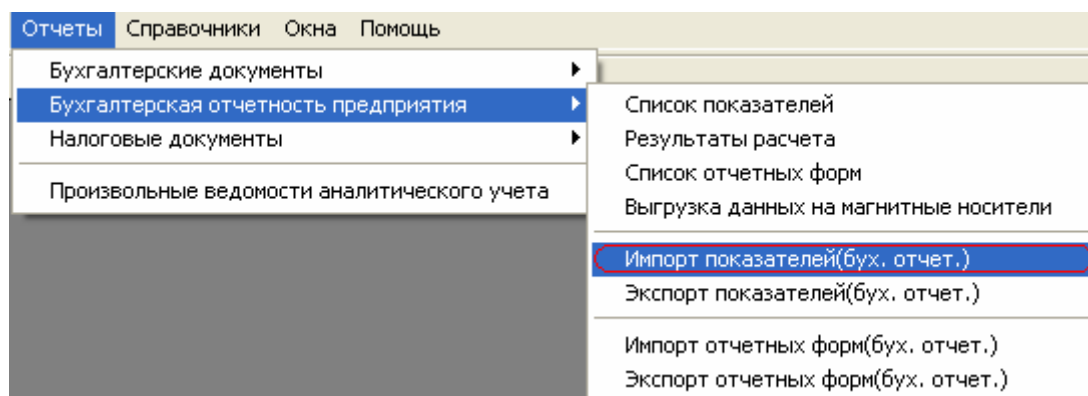 Отчеты Справочники Окна Помощь
Бухгалтерские документы
Бухгалтерская отчетность предприятия
Налоговые документы
Произвольные ведомости аналитического учета
Список показателей
Результаты расчета
Список отчетных форм
Выгрузка данных на магнитные носители
Импорт показателей(бух. отчет.)
Экспорт показателей(бух. отчет.)
Импорт отчетных форм(бух. отчет.)
Экспорт отчетных форм(бух. отчет.)